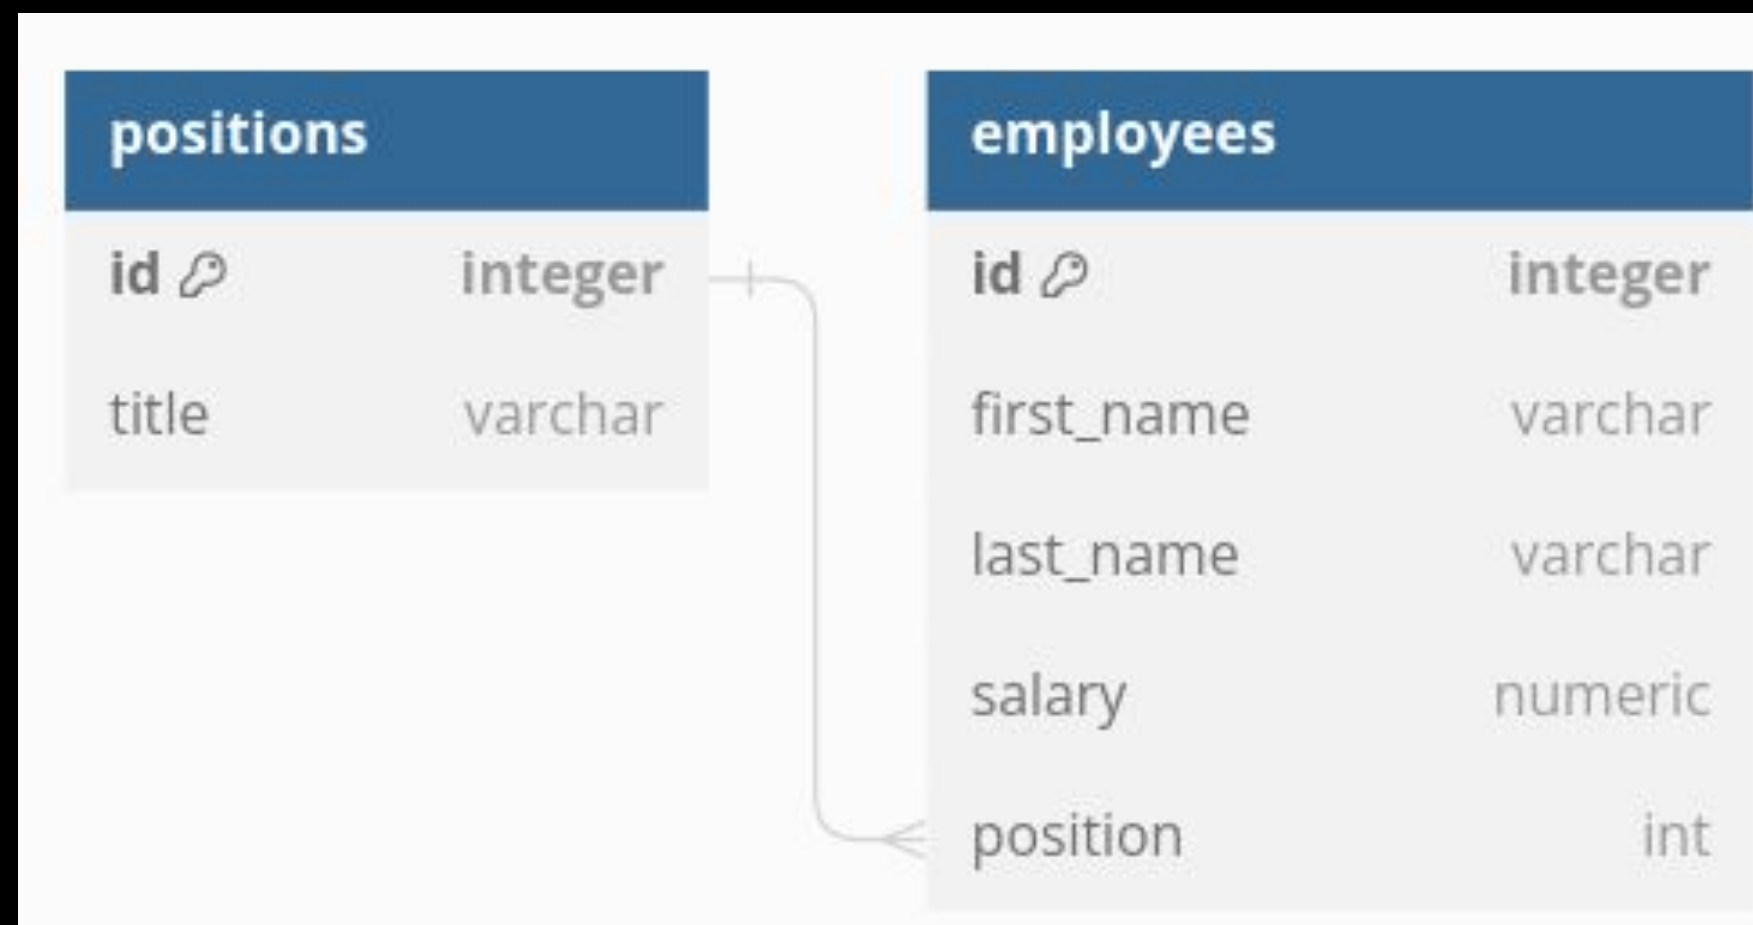 positions
id integer
title varchar
employees
id integer
first_name varchar
last_name varchar
salary numeric
position int